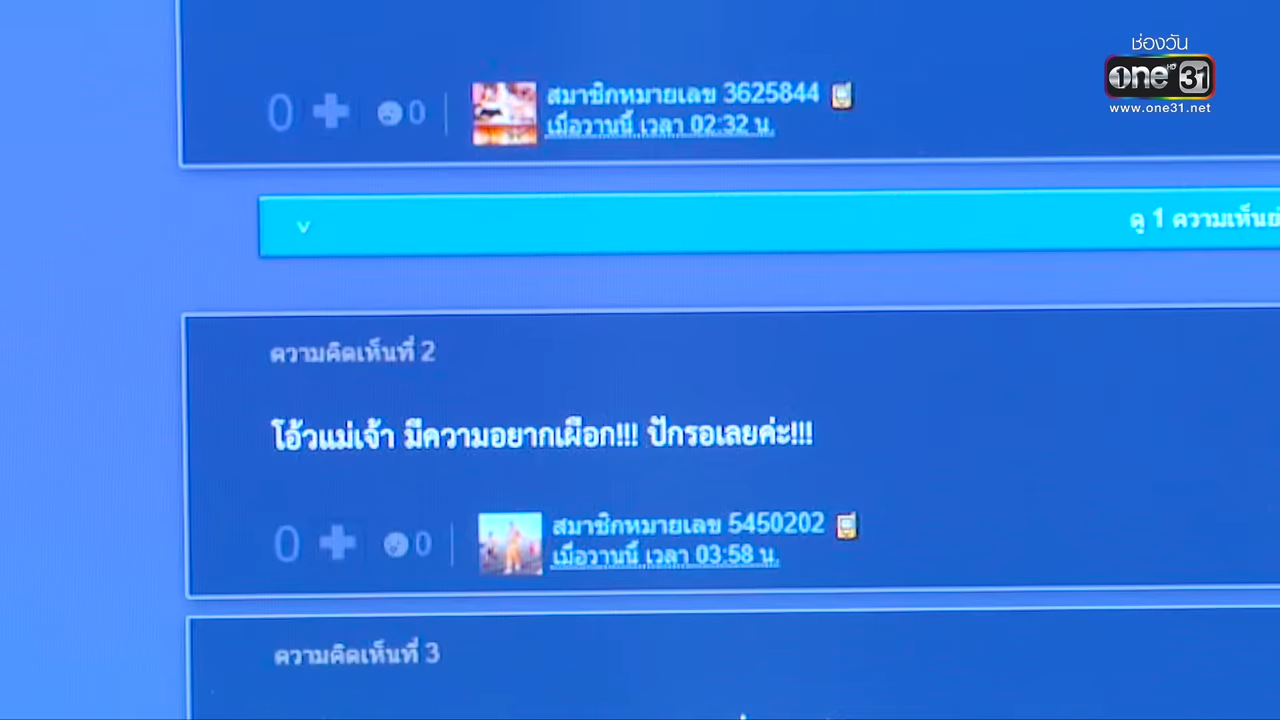 ช่องวัน
one HD 31
www.one31.net
0 0 สมาชิกหมายเลข 3625844
เมื่อวานนี้ เวลา 02:32 น.
ดู 1 ความเห็นย่
ความคิดเห็นที่ 2
โอ้วแม่เจ้า มีความอยากเผือก!!! ปักรอเลยค่ะ!!!
0 0 สมาชิกหมายเลข 5450202
เมื่อวานนี้ เวลา 03:58 น.
ความคิดเห็นที่ 3